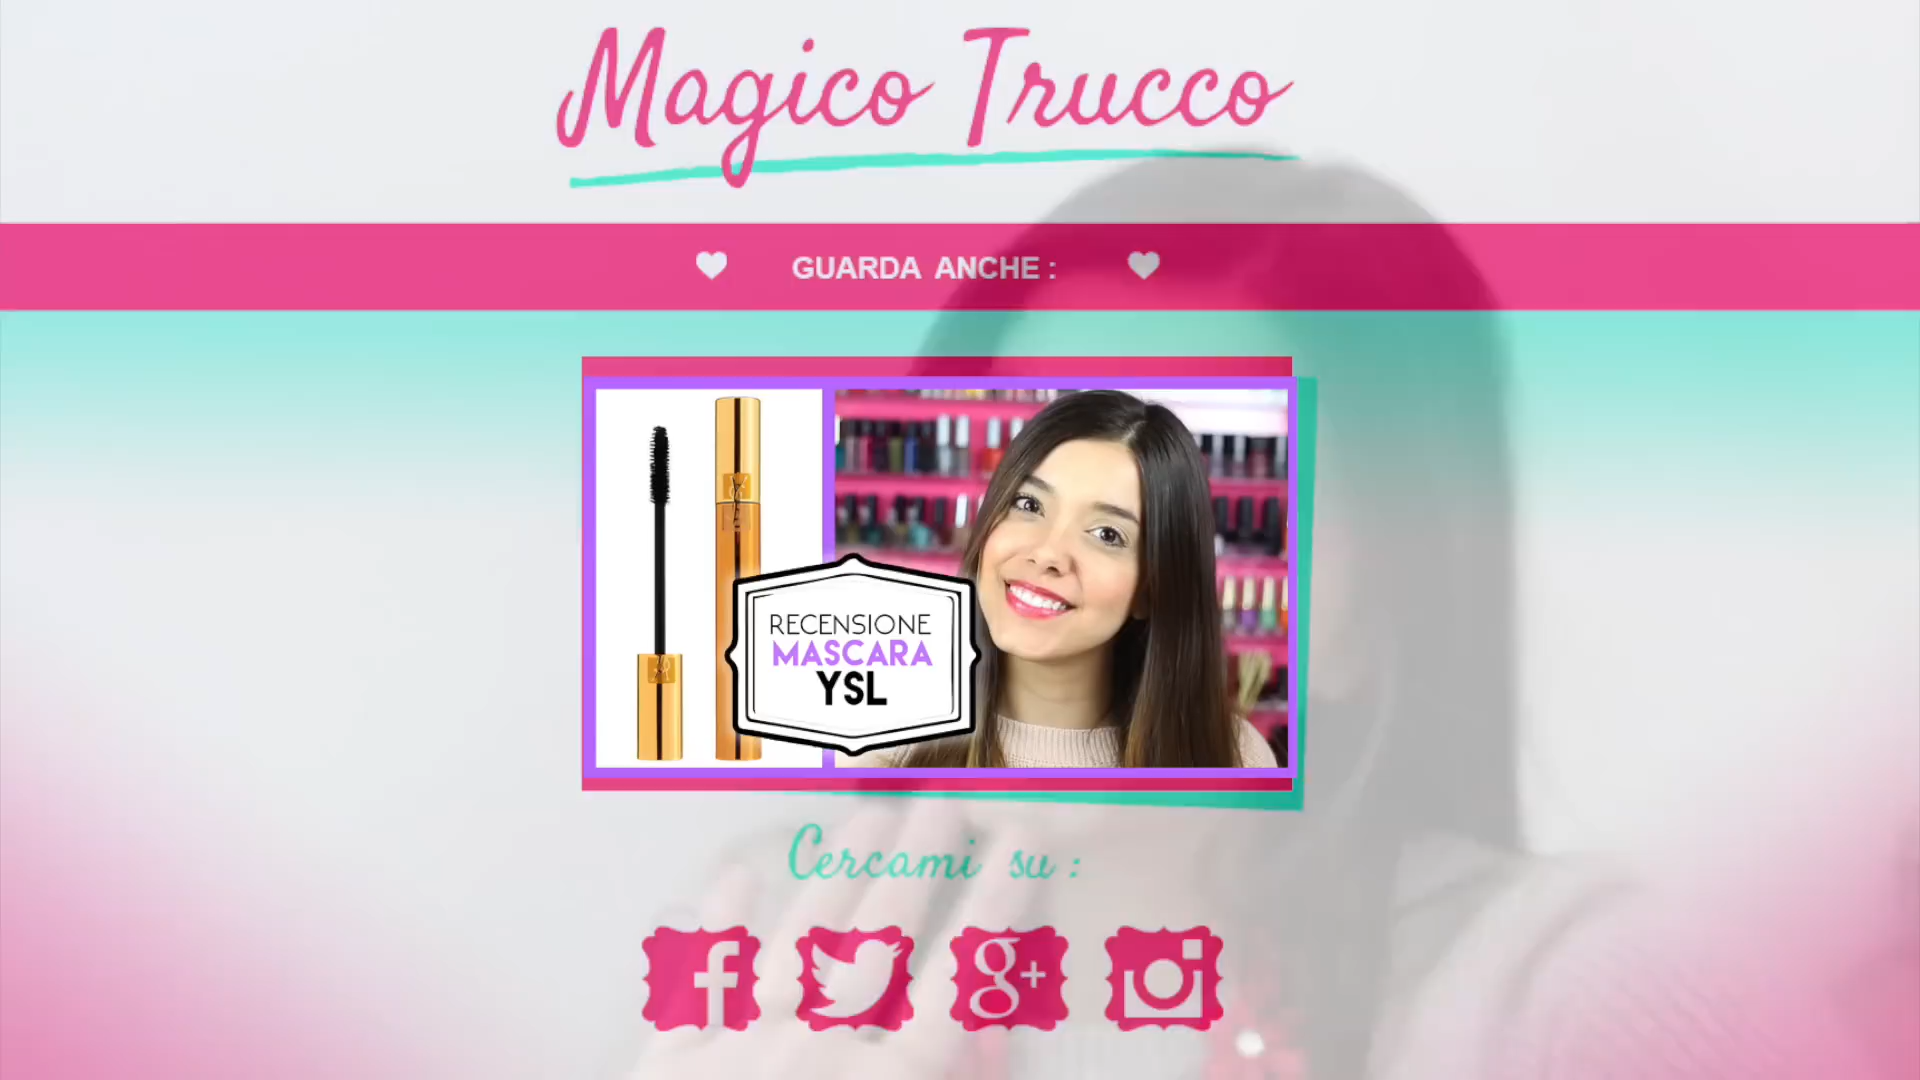 Magico Trucco
GUARDA ANCHE :
RECENSIONE
MASCARA
YSL
Cercami su :